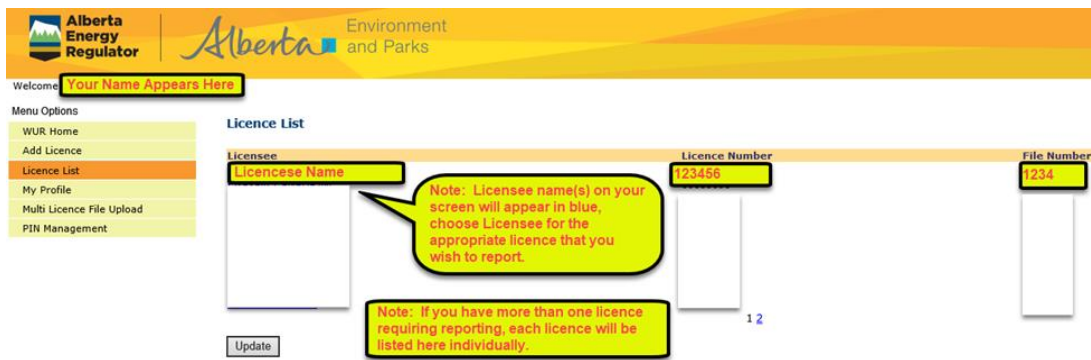 Alberta
Energy
Regulator
Alberta
Environment
and Parks
Welcome Your Name Appears Here
Menu Options
WUR Home
Add Licence
Licence List
My Profile
Multi Licence File Upload
PIN Management
Licence List
Licensee Licence Number File Number
Licencese Name 123456 1234
Note: Licensee name(s) on your
screen will appear in blue,
choose Licensee for the
appropriate licence that you
wish to report.
Note: If you have more than one licence
requiring reporting, each licence will be
listed here individually.
1 2
Update